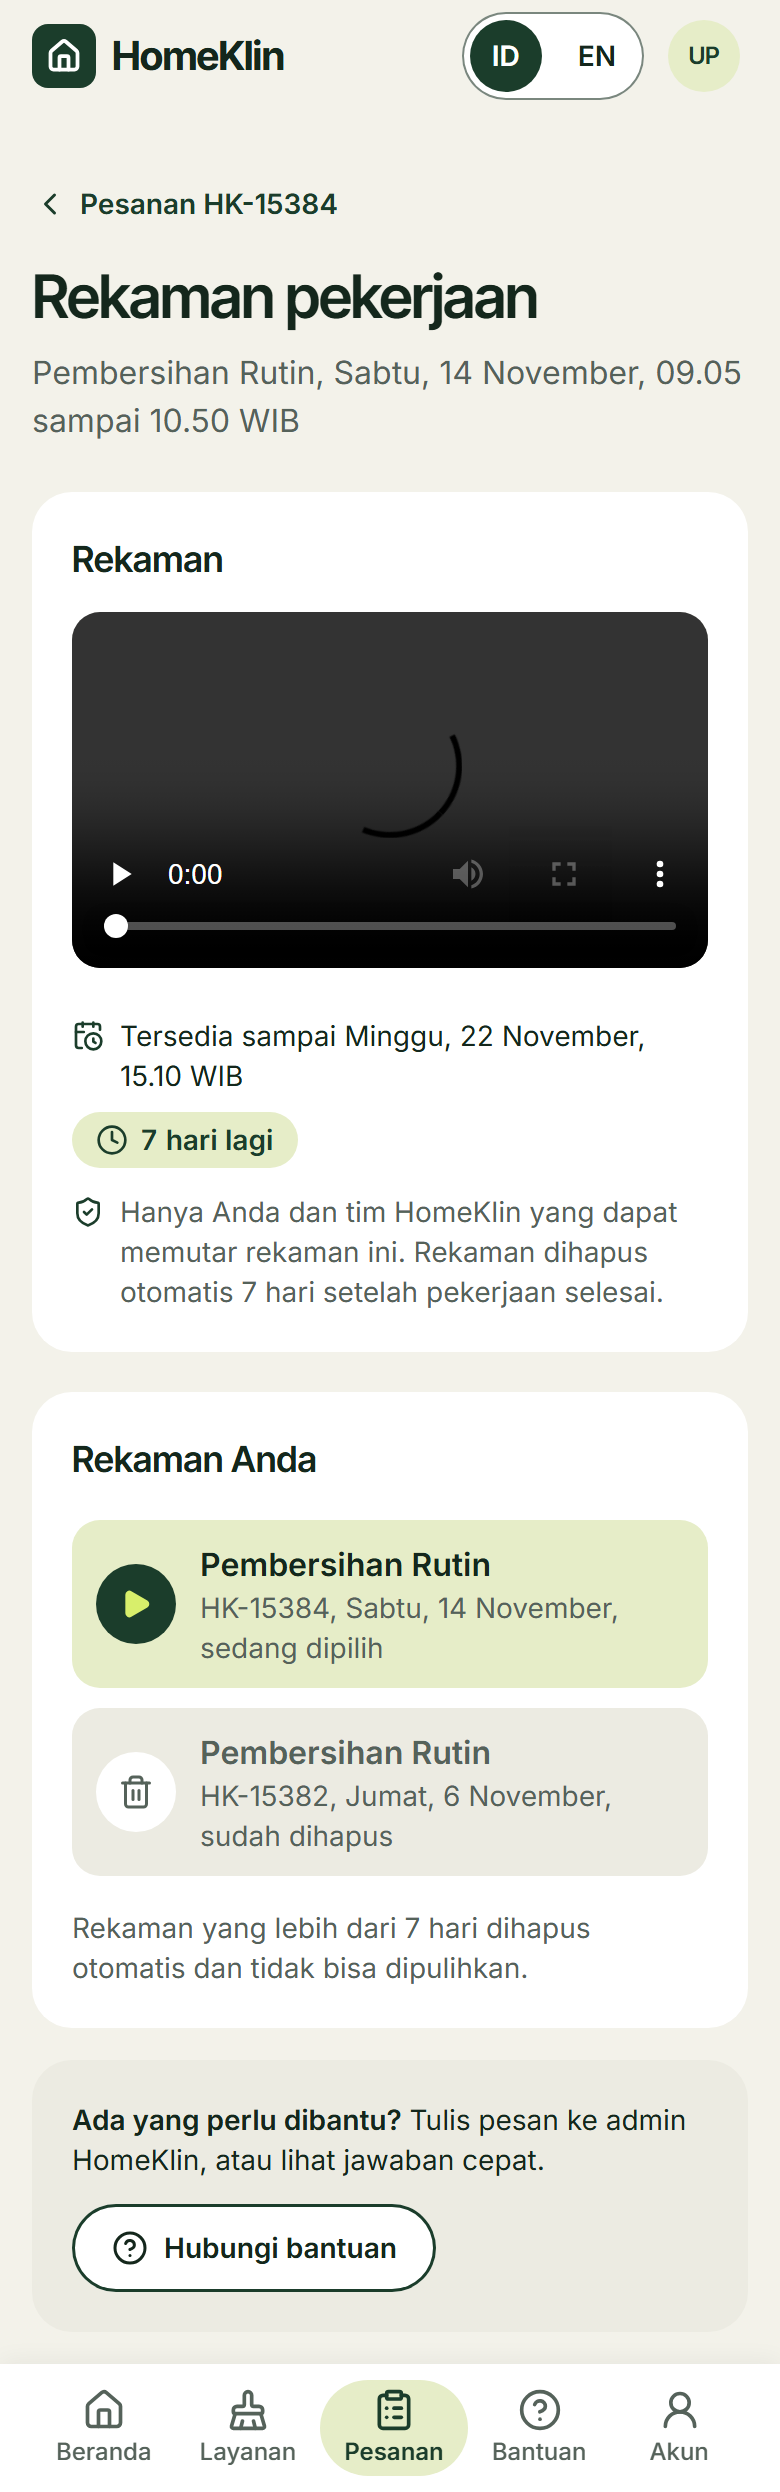 HomeKlin
ID
EN
UP
Pesanan HK-15384
Rekaman pekerjaan
Pembersihan Rutin, Sabtu, 14 November, 09.05
sampai 10.50 WIB
Rekaman
0:00
Tersedia sampai Minggu, 22 November,
15.10 WIB
7 hari lagi
Hanya Anda dan tim HomeKlin yang dapat
memutar rekaman ini. Rekaman dihapus
otomatis 7 hari setelah pekerjaan selesai.
Rekaman Anda
Pembersihan Rutin
HK-15384, Sabtu, 14 November,
sedang dipilih
Pembersihan Rutin
HK-15382, Jumat, 6 November,
sudah dihapus
Rekaman yang lebih dari 7 hari dihapus
otomatis dan tidak bisa dipulihkan.
Ada yang perlu dibantu? Tulis pesan ke admin
HomeKlin, atau lihat jawaban cepat.
Hubungi bantuan
Beranda
Layanan
Pesanan
Bantuan
Akun